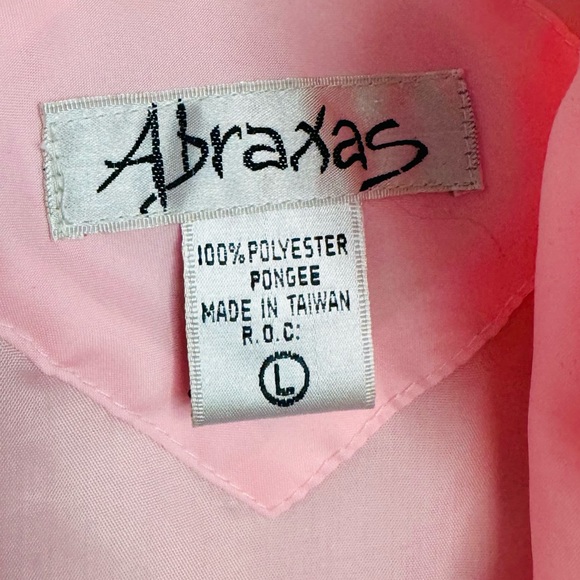 Abraxas
100% POLYESTER
PONGEE
MADE IN TAIWAN
R.O.C:
L